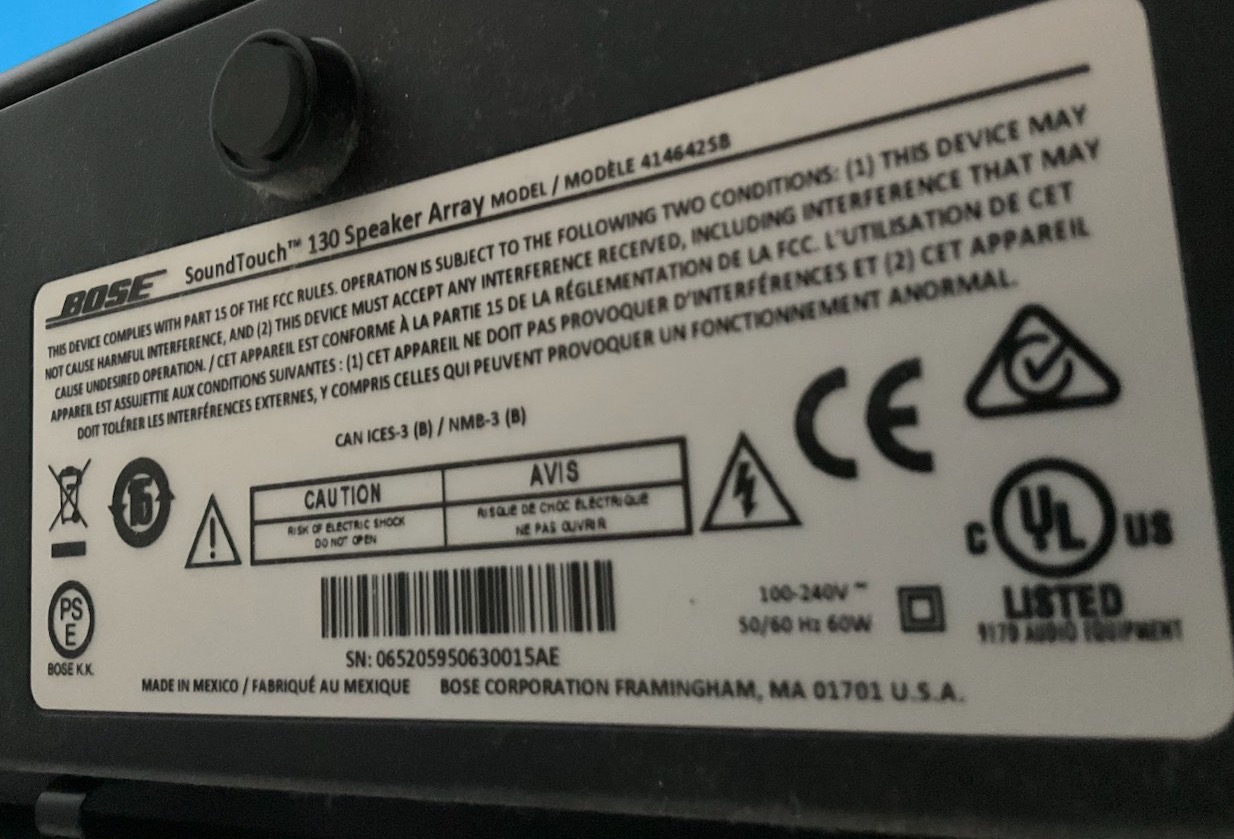 BOSE SoundTouch™ 130 Speaker Array MODEL / MODÈLE 414642SB
THIS DEVICE COMPLIES WITH PART 15 OF THE FCC RULES. OPERATION IS SUBJECT TO THE FOLLOWING TWO CONDITIONS: (1) THIS DEVICE MAY
NOT CAUSE HARMFUL INTERFERENCE, AND (2) THIS DEVICE MUST ACCEPT ANY INTERFERENCE RECEIVED, INCLUDING INTERFERENCE THAT MAY
CAUSE UNDESIRED OPERATION. / CET APPAREIL EST CONFORME À LA PARTIE 15 DE LA RÉGLEMENTATION DE LA FCC. L'UTILISATION DE CET
APPAREIL EST ASSUJETTIE AUX CONDITIONS SUIVANTES : (1) CET APPAREIL NE DOIT PAS PROVOQUER D'INTERFÉRENCES ET (2) CET APPAREIL
DOIT TOLÉRER LES INTERFÉRENCES EXTERNES, Y COMPRIS CELLES QUI PEUVENT PROVOQUER UN FONCTIONNEMENT ANORMAL.
CAN ICES-3 (B) / NMB-3 (B)
CE
15
CAUTION
RISK OF ELECTRIC SHOCK
DO NOT OPEN
AVIS
RISQUE DE CHOC ÉLECTRIQUE
NE PAS OUVRIR
C UL US
LISTED
9170 AUDIO EQUIPMENT
PS
E
BOSE K.K.
100-240V ~
50/60 Hz 60W
SN: 065205950630015AE
MADE IN MEXICO / FABRIQUÉ AU MEXIQUE BOSE CORPORATION FRAMINGHAM, MA 01701 U.S.A.